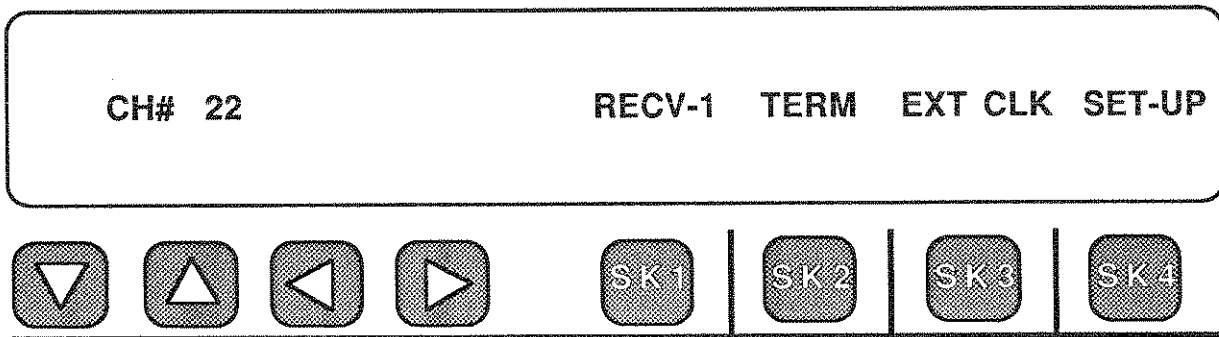 CH# 22 RECV-1 TERM EXT CLK SET-UP
SK1 SK2 SK3 SK4